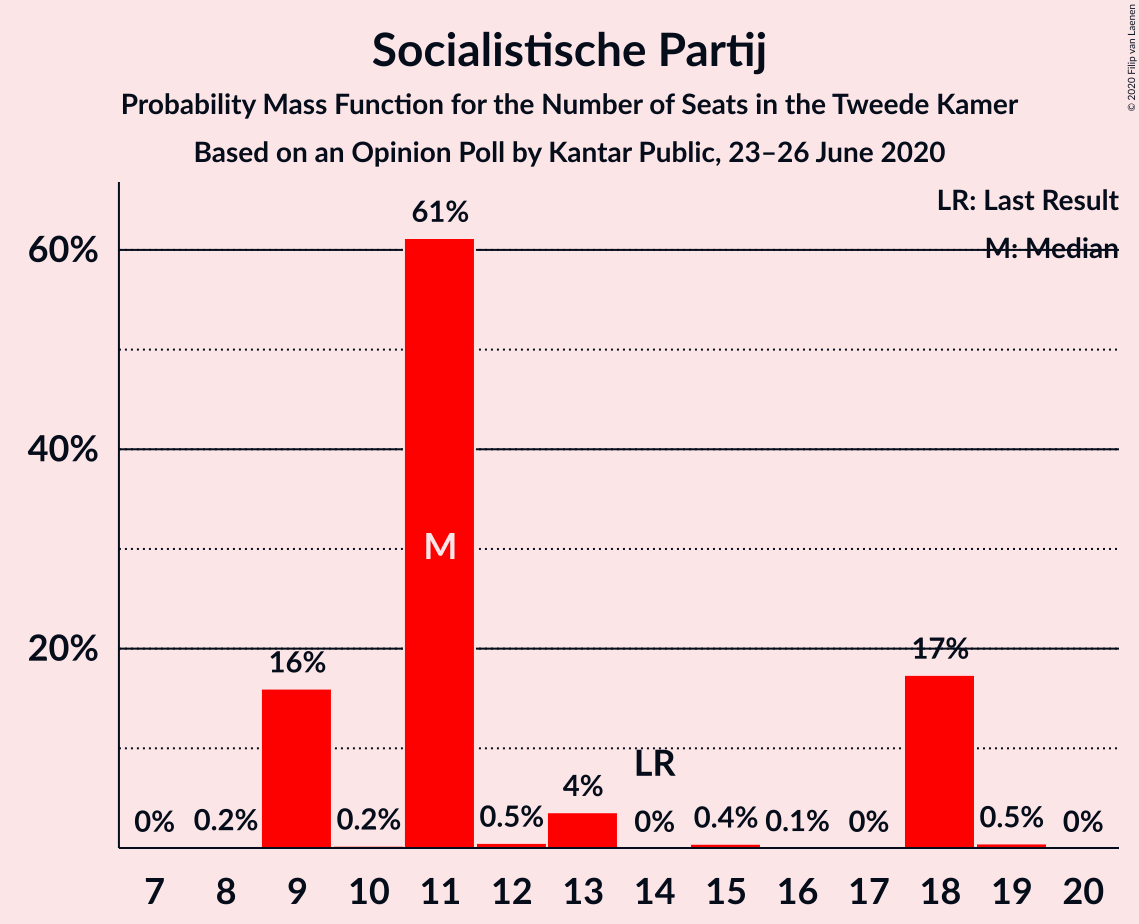 © 2020 Filip van Laenen
Socialistische Partij
Probability Mass Function for the Number of Seats in the Tweede Kamer
Based on an Opinion Poll by Kantar Public, 23–26 June 2020
LR: Last Result
M: Median
60%
40%
20%
0% 0.2% 16% 0.2% 61% 0.5% 4% 0% 0.4% 0.1% 0% 17% 0.5% 0%
M
LR
7 8 9 10 11 12 13 14 15 16 17 18 19 20